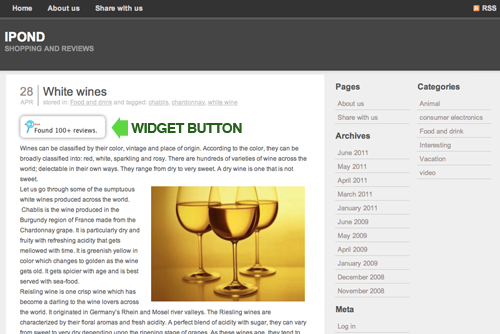 Home About us Share with us RSS
IPOND
SHOPPING AND REVIEWS
28
APR
White wines
stored in: Food and drink and tagged: chablis, chardonnay, white wine
Found 100+ reviews.
WIDGET BUTTON
Wines can be classified by their color, vintage and place of origin. According to the color, they can be
broadly classified into: red, white, sparkling and rosy. There are hundreds of varieties of wine across the
world; delectable in their own ways. They range from dry to very sweet. A dry wine is one that is not
sweet.
Let us go through some of the sumptuous
white wines produced across the world.
Chablis is the wine produced in the
Burgundy region of France made from the
Chardonnay grape. It is particularly dry and
fruity with refreshing acidity that gets
mellowed with time. It is greenish yellow in
color which changes to golden as the wine
gets old. It gets spicier with age and is best
served with sea-food.
Reisling wine is one crisp wine which has
become a darling to the wine lovers across
the world. It originated in Germany's Rhein and Mosel river valleys. The Riesling wines are
characterized by their floral aromas and fresh acidity. A perfect blend of acidity with sugar, they can vary
from sweet to very dry depending upon the ripening stage of grapes. As these wines age, they tend to
Pages
About us
Share with us
Archives
June 2011
May 2011
April 2011
March 2011
January 2011
June 2009
May 2009
April 2009
January 2009
December 2008
November 2008
Meta
Log in
Categories
Animal
consumer electronics
Food and drink
Interesting
Vacation
video